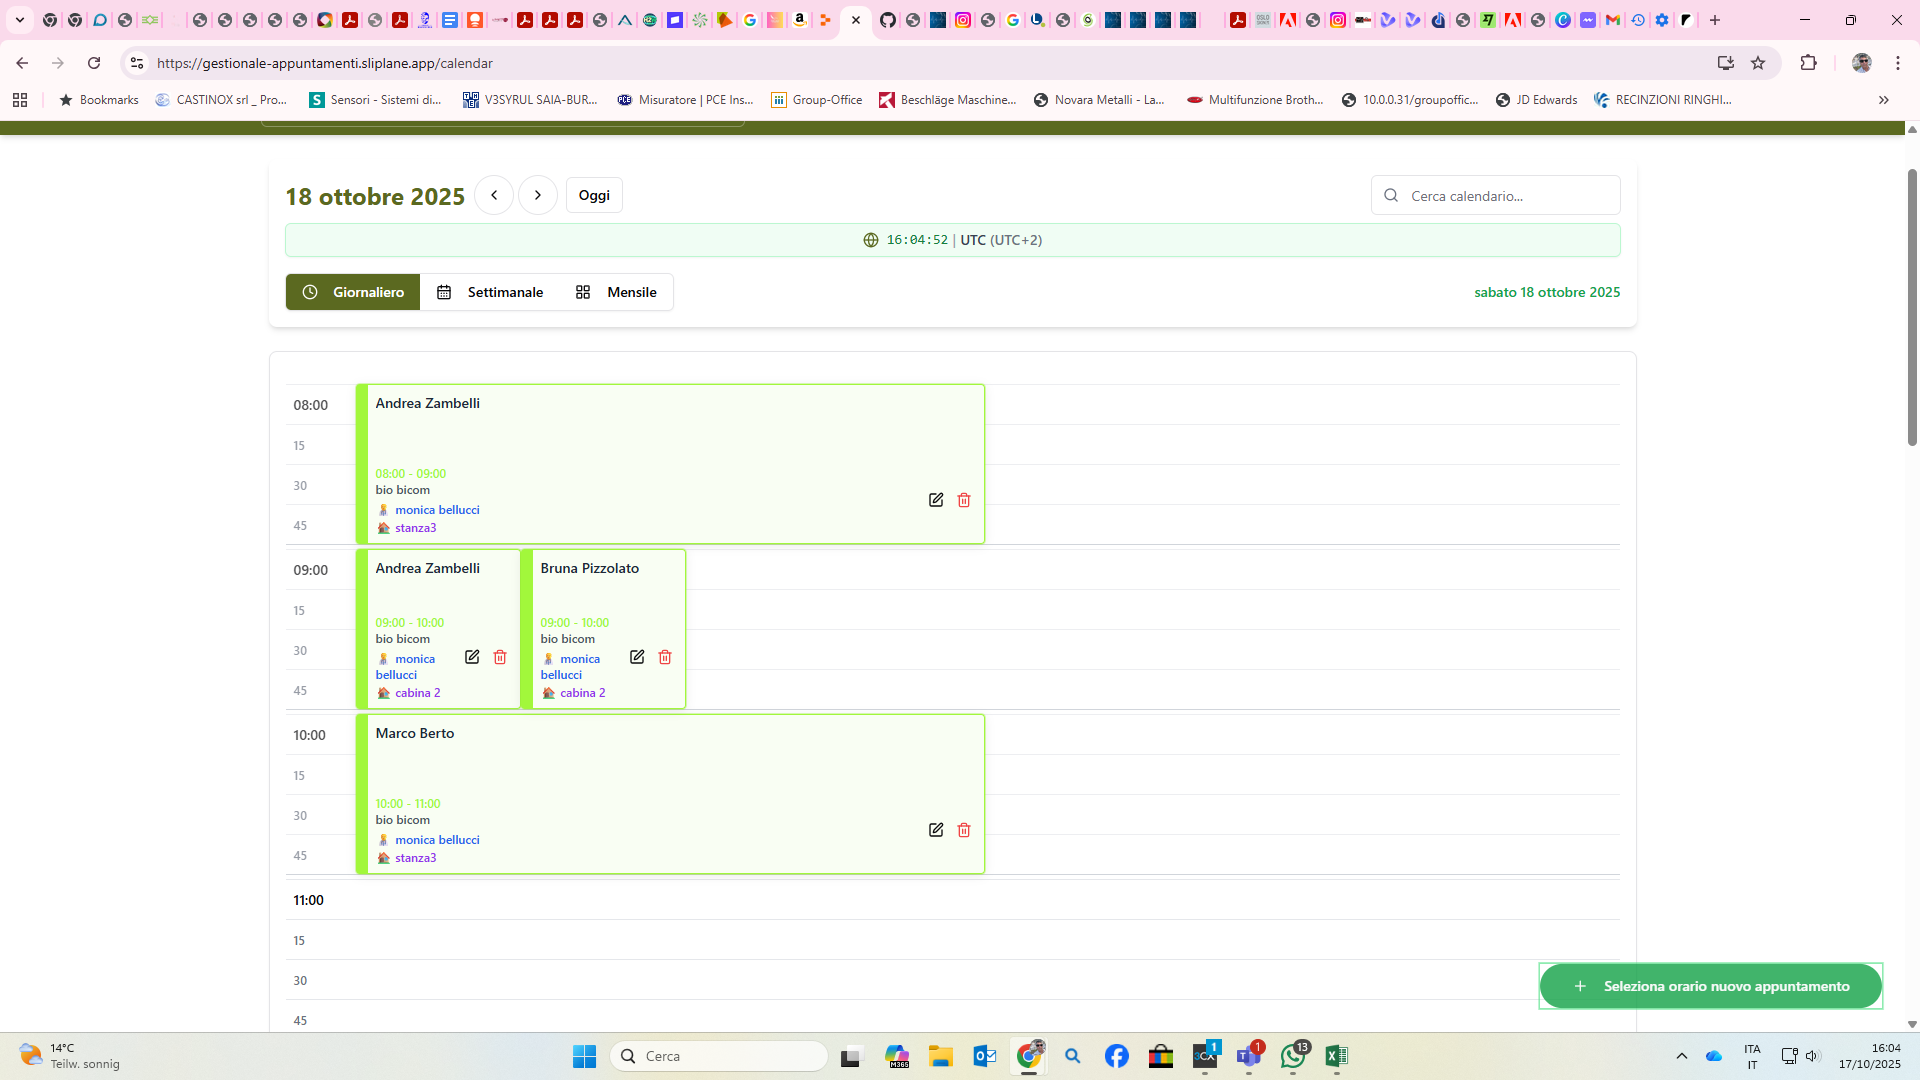 https://gestionale-appuntamenti.sliplane.app/calendar
Bookmarks
CASTINOX srl _ Pro...
Sensori - Sistemi di...
V3SYRUL SAIA-BUR...
Misuratore | PCE Ins...
Group-Office
Beschläge Maschine...
Novara Metalli - La...
Multifunzione Broth...
10.0.0.31/groupoffic...
JD Edwards
RECINZIONI RINGHI...
18 ottobre 2025
Oggi
Cerca calendario...
16:04:52 | UTC (UTC+2)
Giornaliero
Settimanale
Mensile
sabato 18 ottobre 2025
08:00
15
30
45
Andrea Zambelli
08:00 - 09:00
bio bicom
monica bellucci
stanza3
09:00
15
30
45
Andrea Zambelli
09:00 - 10:00
bio bicom
monica
bellucci
cabina 2
Bruna Pizzolato
09:00 - 10:00
bio bicom
monica
bellucci
cabina 2
10:00
15
30
45
Marco Berto
10:00 - 11:00
bio bicom
monica bellucci
stanza3
11:00
15
30
45
Seleziona orario nuovo appuntamento
14°C
Teilw. sonnig
Cerca
M365
3CX
1
1
13
ITA
IT
16:04
17/10/2025